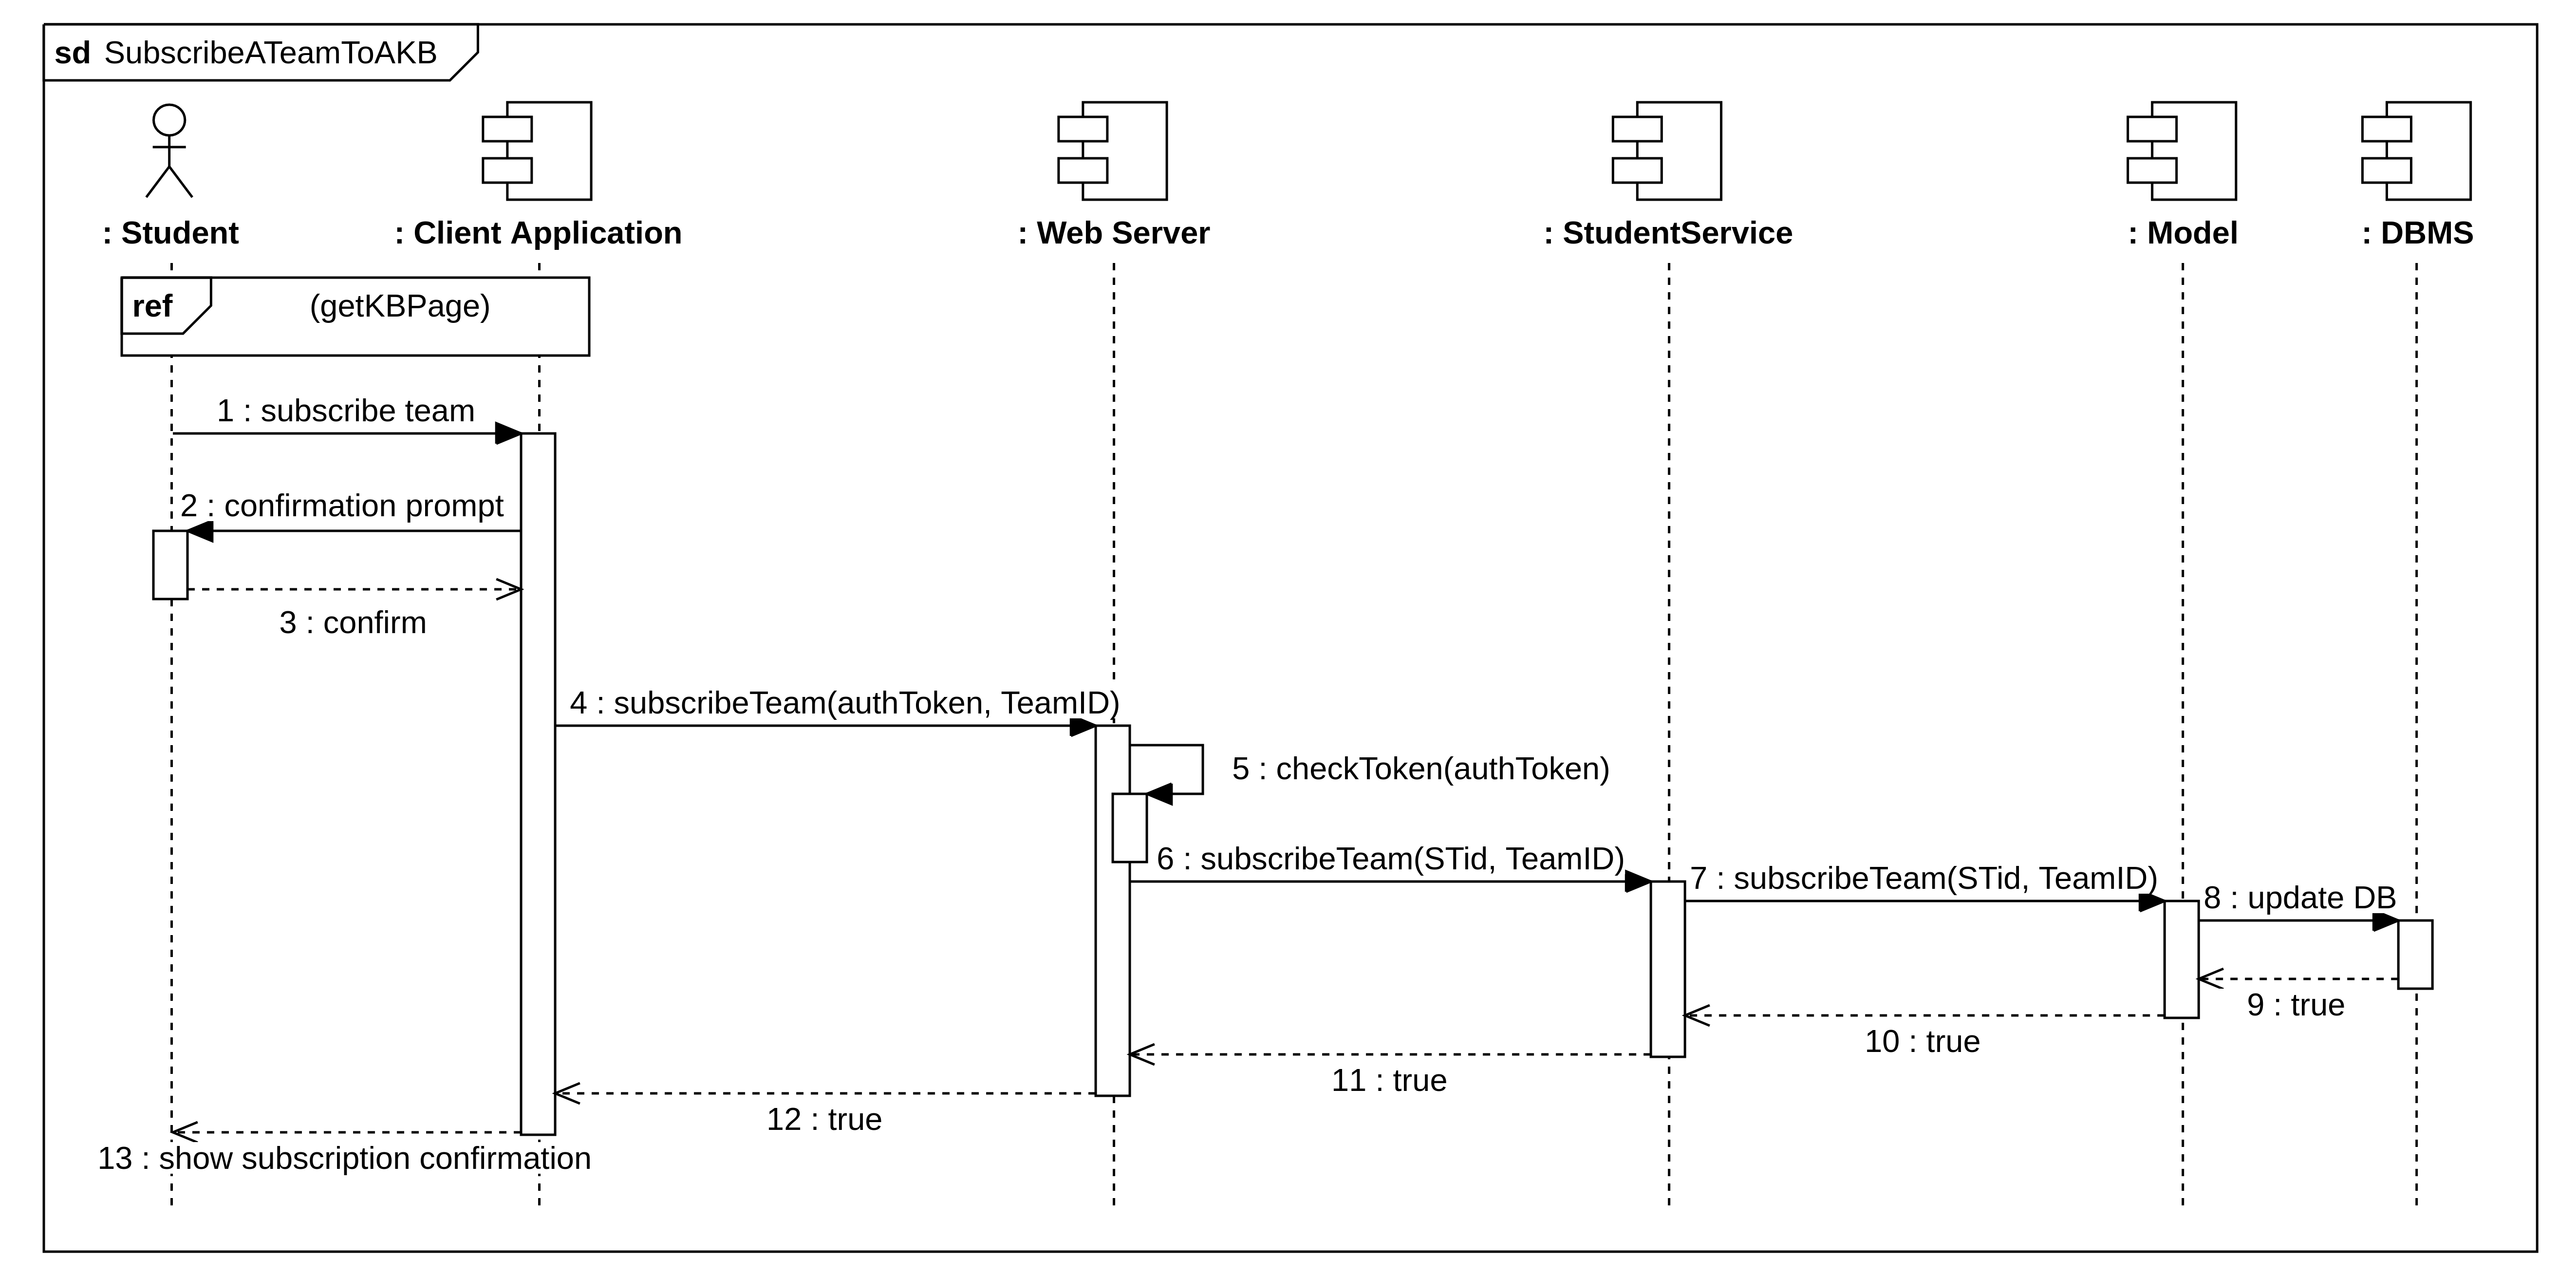 sd SubscribeATeamToAKB
: Student
: Client Application
: Web Server
: StudentService
: Model
: DBMS
ref (getKBPage)
1 : subscribe team
2 : confirmation prompt
3 : confirm
4 : subscribeTeam(authToken, TeamID)
5 : checkToken(authToken)
6 : subscribeTeam(STid, TeamID)
7 : subscribeTeam(STid, TeamID)
8 : update DB
9 : true
10 : true
11 : true
12 : true
13 : show subscription confirmation